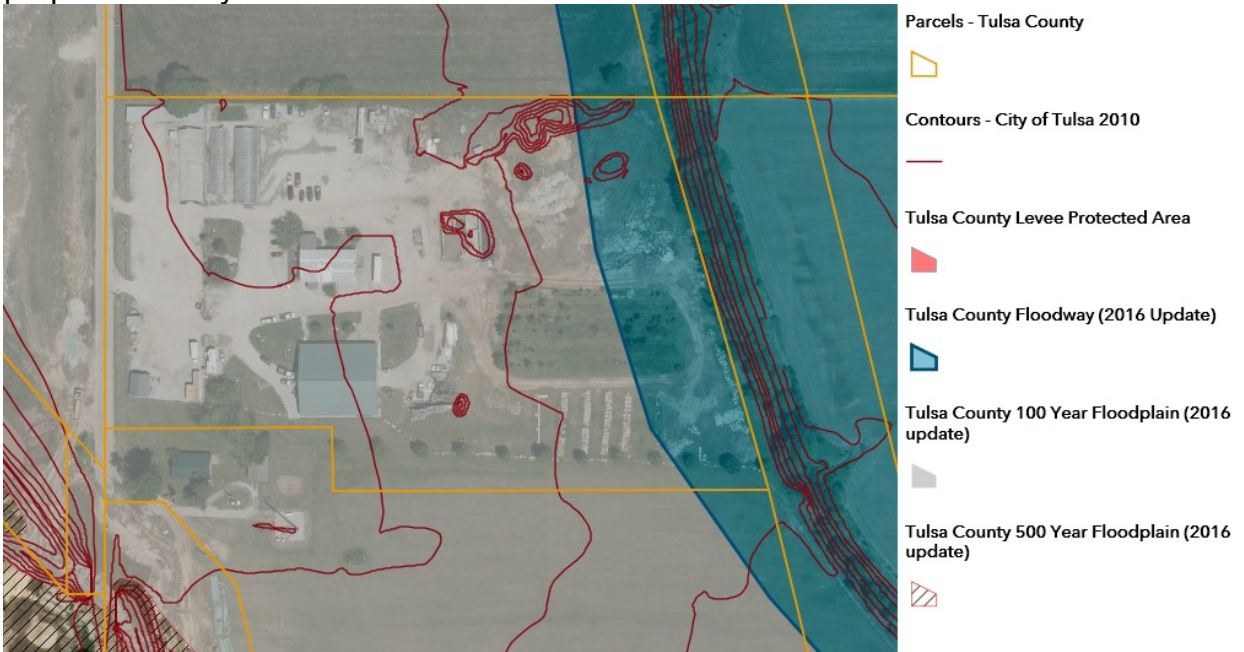 Parcels - Tulsa County
Contours - City of Tulsa 2010
Tulsa County Levee Protected Area
Tulsa County Floodway (2016 Update)
Tulsa County 100 Year Floodplain (2016
update)
Tulsa County 500 Year Floodplain (2016
update)